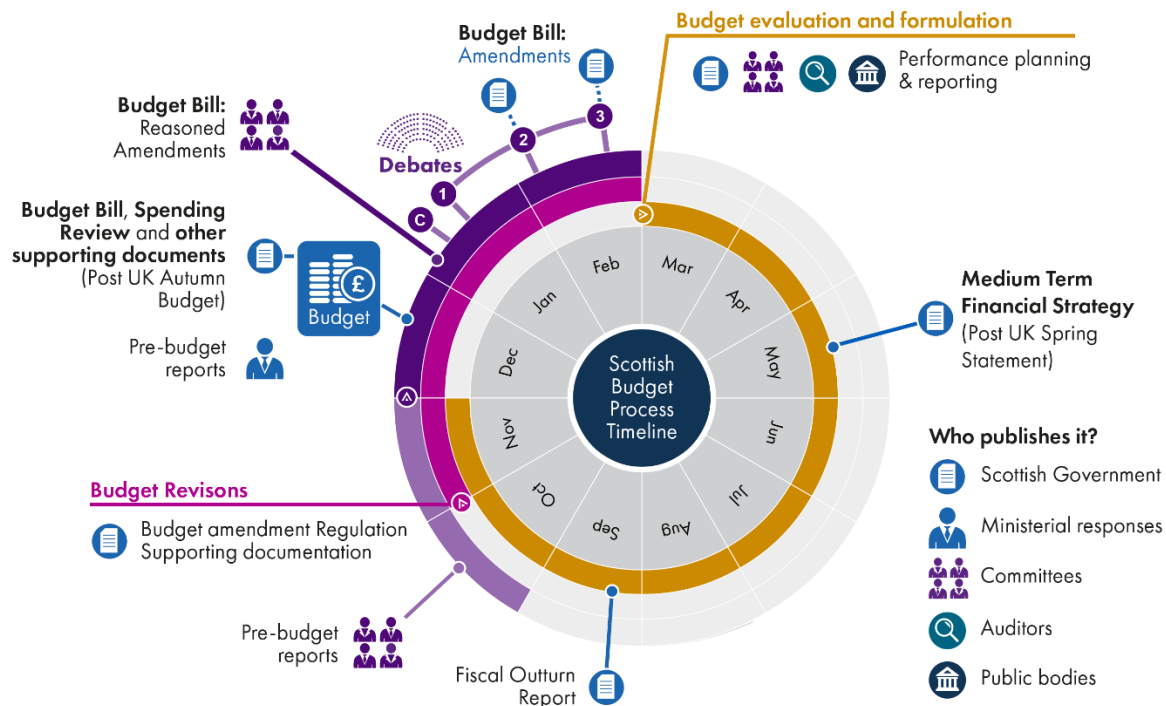 Budget evaluation and formulation
Performance planning
& reporting
Budget Bill:
Amendments
Budget Bill:
Reasoned
Amendments
Debates
C
1
2
3
Budget Bill, Spending
Review and other
supporting documents
(Post UK Autumn
Budget)
£
Budget
Pre-budget
reports
Medium Term
Financial Strategy
(Post UK Spring
Statement)
Scottish
Budget
Process
Timeline
Jan
Feb
Mar
Apr
May
Jun
Jul
Aug
Sep
Oct
Nov
Dec
Budget Revisons
Budget amendment Regulation
Supporting documentation
Pre-budget
reports
Fiscal Outturn
Report
Who publishes it?
Scottish Government
Ministerial responses
Committees
Auditors
Public bodies